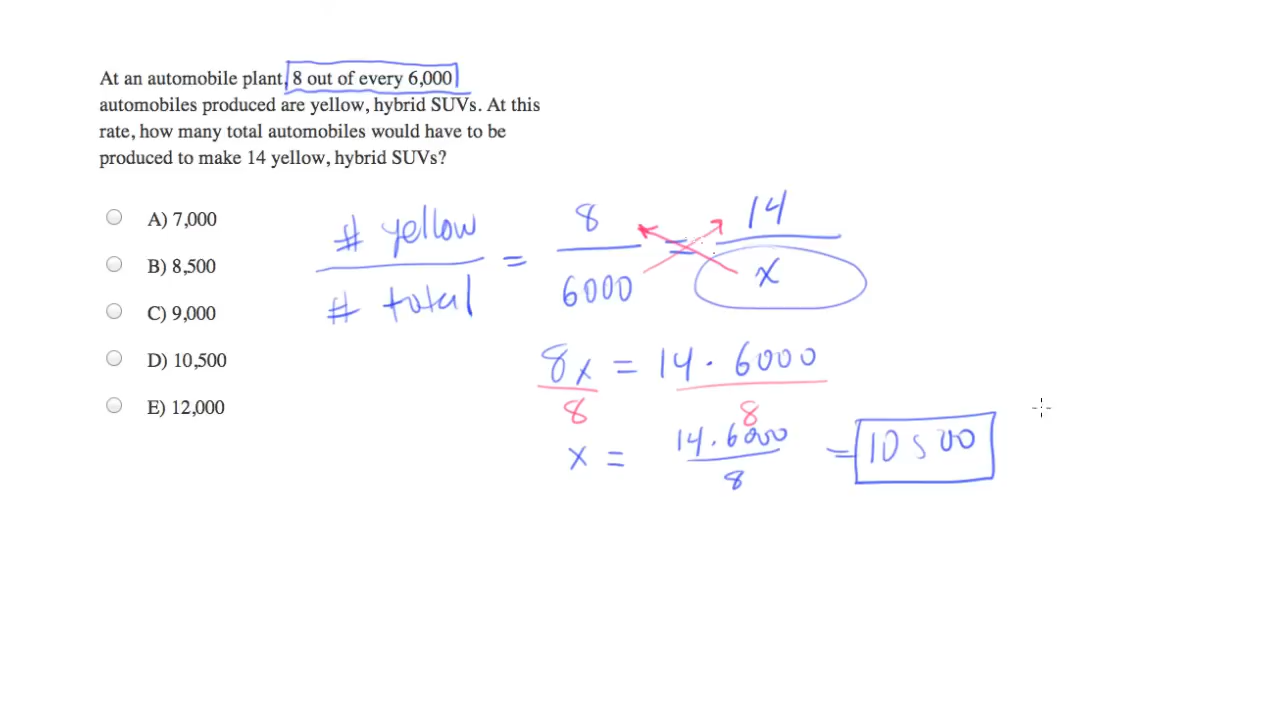 At an automobile plant, 8 out of every 6,000
automobiles produced are yellow, hybrid SUVs. At this
rate, how many total automobiles would have to be
produced to make 14 yellow, hybrid SUVs?
A) 7,000
B) 8,500
C) 9,000
D) 10,500
E) 12,000
# yellow
# total
=
8
6000
=
14
x
8x = 14 · 6000
8
8
x = 14 · 6000
8
= 10500